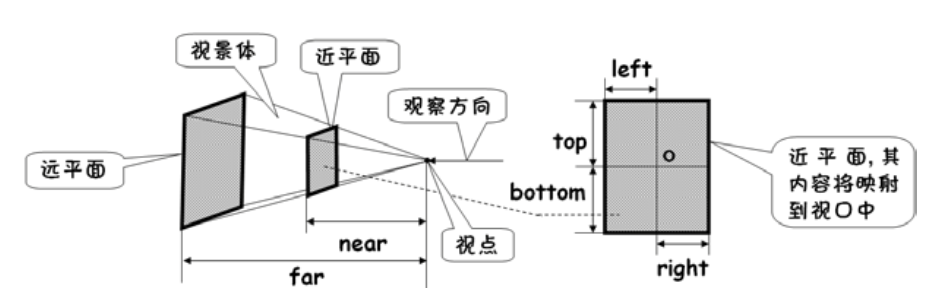 视景体
近平面
观察方向
远平面
near
far
视点
left
top
bottom
O
right
近平面,其
内容将映射
到视口中